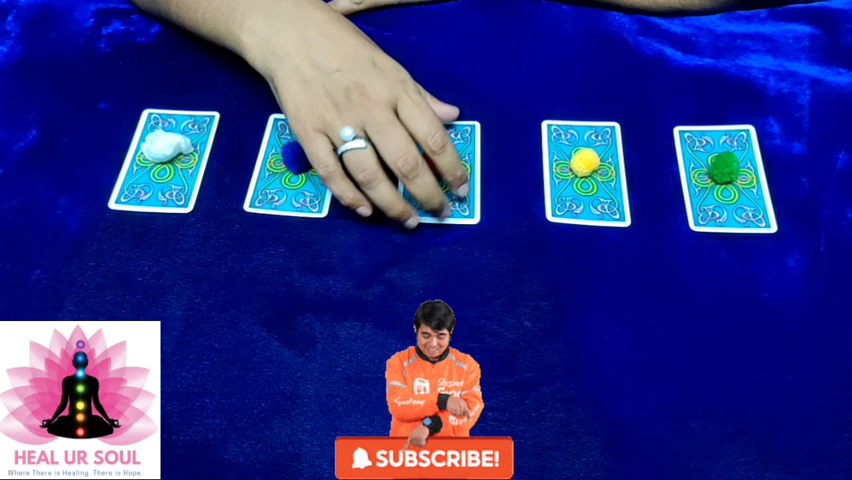 HEAL UR SOUL
Where There is Healing, There is Hope.
SUBSCRIBE!